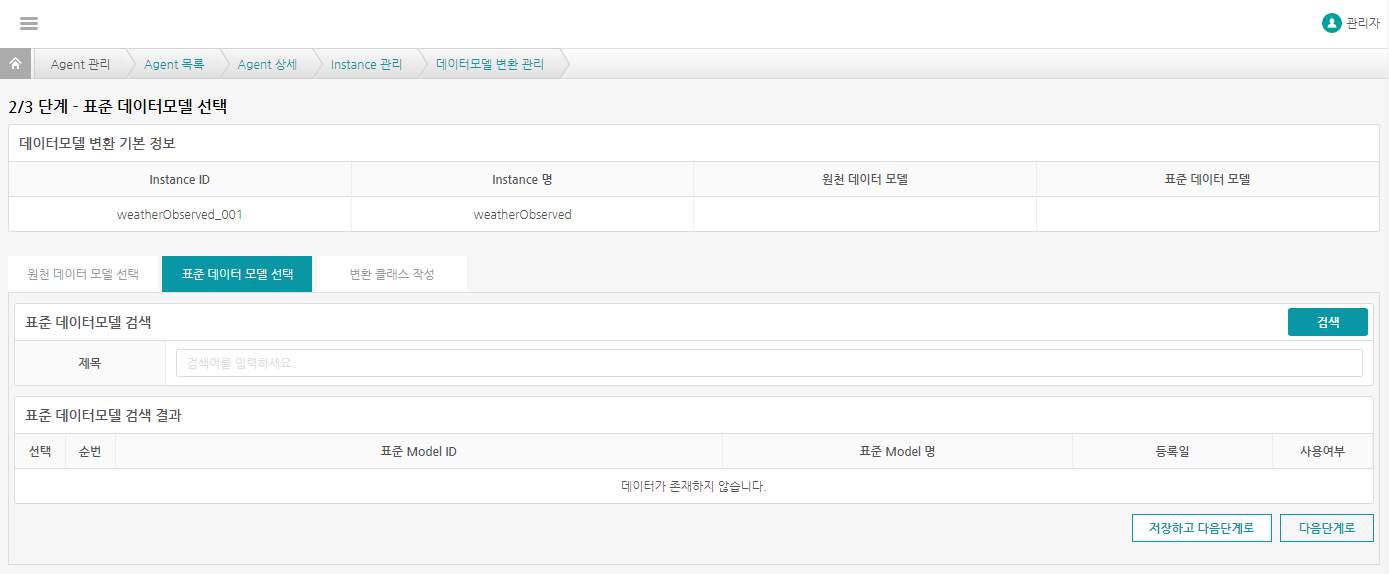 관리자
Agent 관리 Agent 목록 Agent 상세 Instance 관리 데이터모델 변환 관리
2/3 단계 - 표준 데이터모델 선택
데이터모델 변환 기본 정보
Instance ID Instance 명 원천 데이터 모델 표준 데이터 모델
weatherObserved_001 weatherObserved
원천 데이터 모델 선택 표준 데이터 모델 선택 변환 클래스 작성
표준 데이터모델 검색 검색
제목 검색어를 입력하세요.
표준 데이터모델 검색 결과
선택 순번 표준 Model ID 표준 Model 명 등록일 사용여부
데이터가 존재하지 않습니다.
저장하고 다음단계로 다음단계로